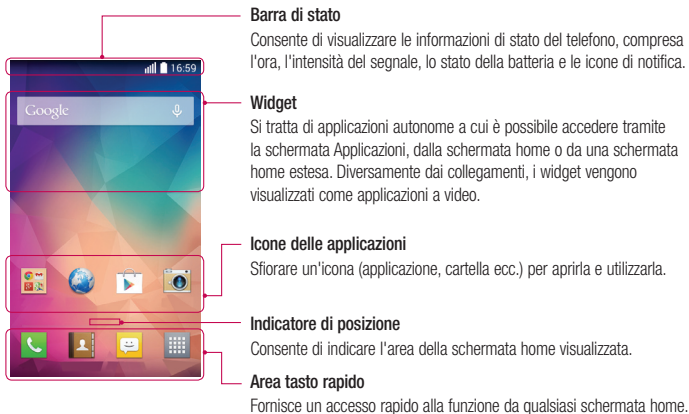 Barra di stato
Consente di visualizzare le informazioni di stato del telefono, compresa
l'ora, l'intensità del segnale, lo stato della batteria e le icone di notifica.
16:59
Google
Widget
Si tratta di applicazioni autonome a cui è possibile accedere tramite
la schermata Applicazioni, dalla schermata home o da una schermata
home estesa. Diversamente dai collegamenti, i widget vengono
visualizzati come applicazioni a video.
Icone delle applicazioni
Sfiorare un'icona (applicazione, cartella ecc.) per aprirla e utilizzarla.
Indicatore di posizione
Consente di indicare l'area della schermata home visualizzata.
Area tasto rapido
Fornisce un accesso rapido alla funzione da qualsiasi schermata home.